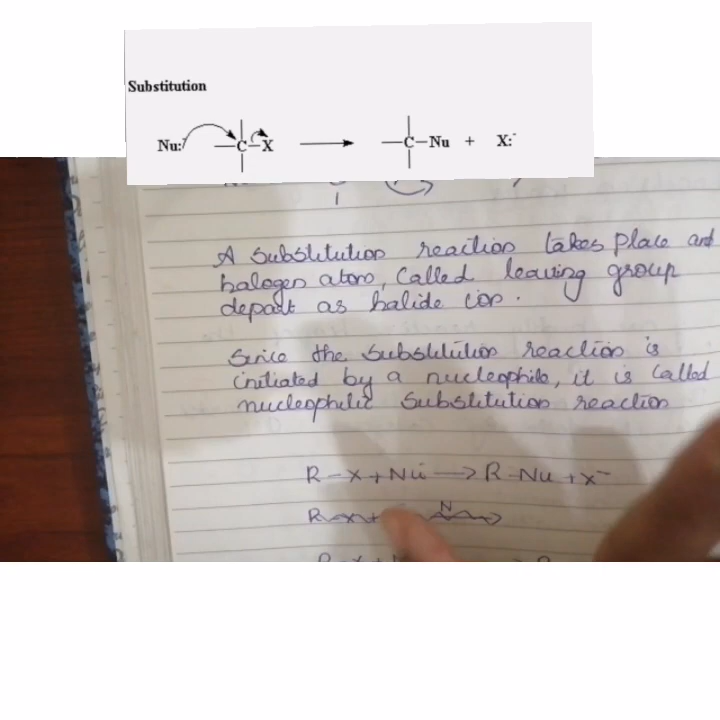 Substitution
Nu:⁻ —C—X ⟶ —C—Nu + X:⁻
A substitution reaction takes place and
halogen atom, called leaving group
depart as halide ion.
Since the substitution reaction is
initiated by a nucleophile, it is called
nucleophilic substitution reaction
R-X + Nu⁻ ⟶ R-Nu + X⁻